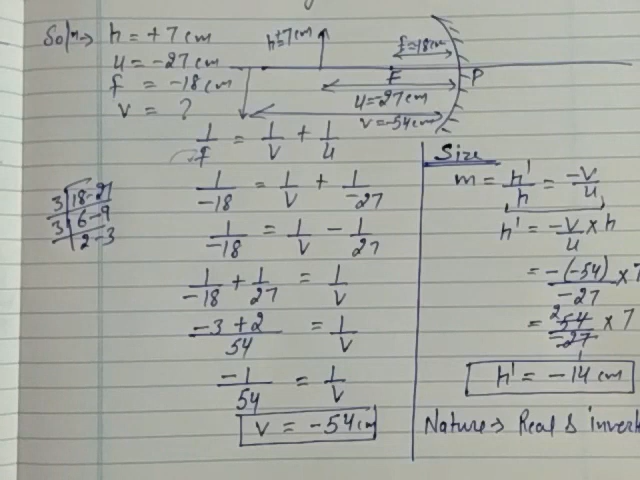 Soln→ h = +7 cm
u = -27 cm
f = -18 cm
v = ?
h=+7cm
f=-18cm
F
P
u=-27cm
v=-54cm
1/f = 1/v + 1/u
1/-18 = 1/v + 1/-27
1/-18 = 1/v - 1/27
1/-18 + 1/27 = 1/v
-3+2/54 = 1/v
-1/54 = 1/v
v = -54cm
3|18-27
3|6-9
2-3
Size
m = h'/h = -v/u
h' = -v/u × h
= -(-54)/-27 × 7
= 2 54/-27 × 7
1
h' = -14 cm
Nature → Real & invert